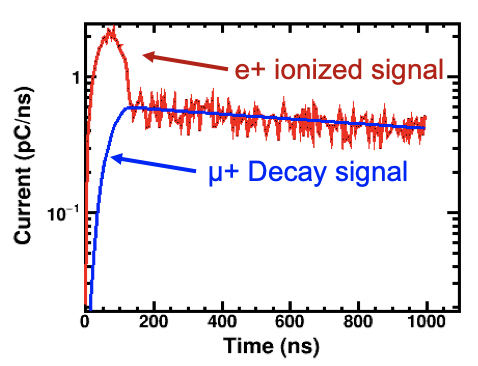 e+ ionized signal
1
μ+ Decay signal
10⁻¹
Current (pC/ns)
0 200 400 600 800 1000
Time (ns)